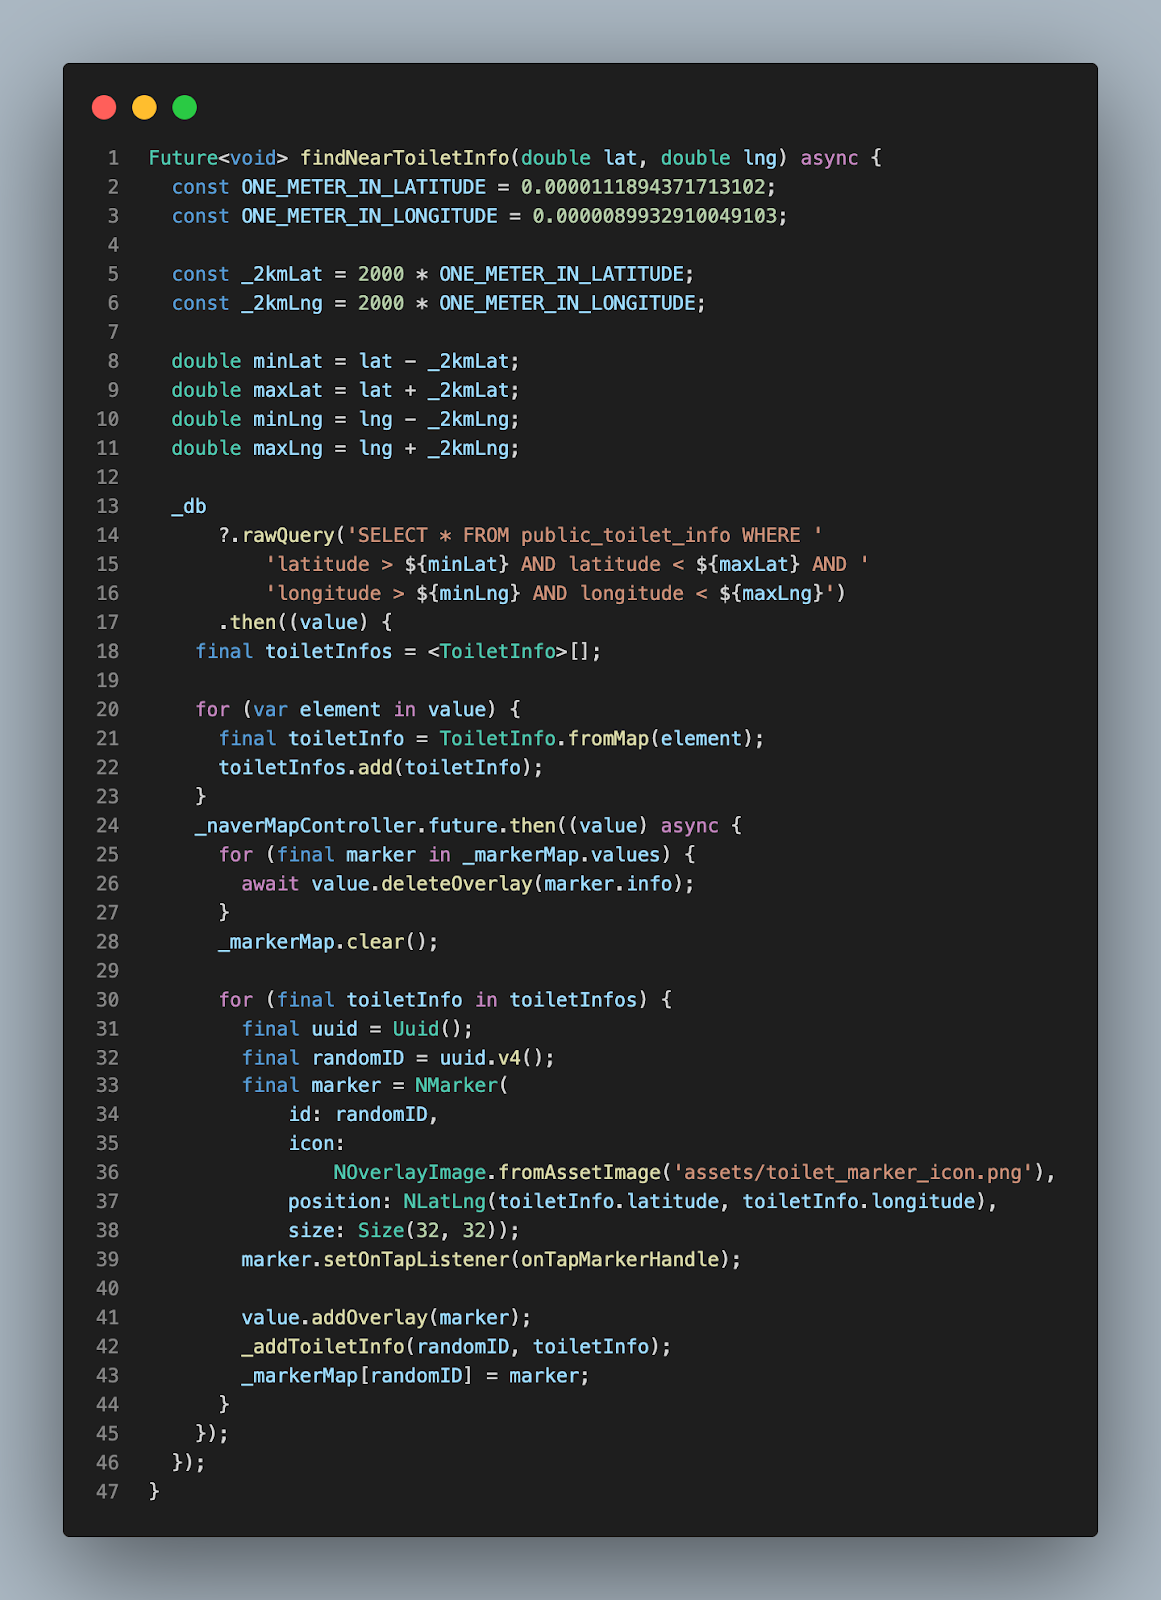 1 Future<void> findNearToiletInfo(double lat, double lng) async {
2   const ONE_METER_IN_LATITUDE = 0.0000111894371713102;
3   const ONE_METER_IN_LONGITUDE = 0.0000089932910049103;
4
5   const _2kmLat = 2000 * ONE_METER_IN_LATITUDE;
6   const _2kmLng = 2000 * ONE_METER_IN_LONGITUDE;
7
8   double minLat = lat - _2kmLat;
9   double maxLat = lat + _2kmLat;
10   double minLng = lng - _2kmLng;
11   double maxLng = lng + _2kmLng;
12
13   _db
14       ?.rawQuery('SELECT * FROM public_toilet_info WHERE '
15           'latitude > ${minLat} AND latitude < ${maxLat} AND '
16           'longitude > ${minLng} AND longitude < ${maxLng}')
17       .then((value) {
18     final toiletInfos = <ToiletInfo>[];
19
20     for (var element in value) {
21       final toiletInfo = ToiletInfo.fromMap(element);
22       toiletInfos.add(toiletInfo);
23     }
24     _naverMapController.future.then((value) async {
25       for (final marker in _markerMap.values) {
26         await value.deleteOverlay(marker.info);
27       }
28       _markerMap.clear();
29
30       for (final toiletInfo in toiletInfos) {
31         final uuid = Uuid();
32         final randomID = uuid.v4();
33         final marker = NMarker(
34             id: randomID,
35             icon:
36                 NOverlayImage.fromAssetImage('assets/toilet_marker_icon.png'),
37             position: NLatLng(toiletInfo.latitude, toiletInfo.longitude),
38             size: Size(32, 32));
39         marker.setOnTapListener(onTapMarkerHandle);
40
41         value.addOverlay(marker);
42         _addToiletInfo(randomID, toiletInfo);
43         _markerMap[randomID] = marker;
44       }
45     });
46   });
47 }